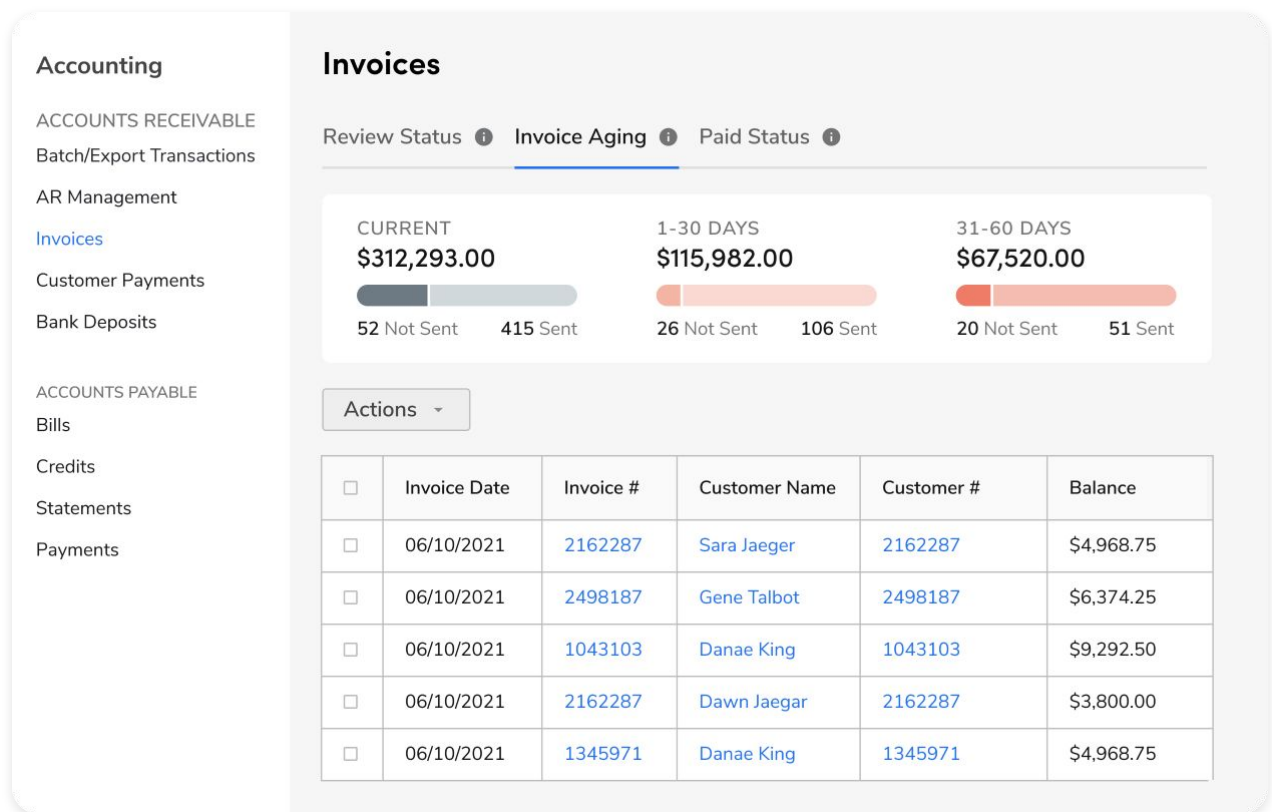 Accounting
ACCOUNTS RECEIVABLE
Batch/Export Transactions
AR Management
Invoices
Customer Payments
Bank Deposits
ACCOUNTS PAYABLE
Bills
Credits
Statements
Payments
Invoices
Review Status Invoice Aging Paid Status
CURRENT 1-30 DAYS 31-60 DAYS
$312,293.00 $115,982.00 $67,520.00
52 Not Sent 415 Sent 26 Not Sent 106 Sent 20 Not Sent 51 Sent
Actions
Invoice Date Invoice # Customer Name Customer # Balance
06/10/2021 2162287 Sara Jaeger 2162287 $4,968.75
06/10/2021 2498187 Gene Talbot 2498187 $6,374.25
06/10/2021 1043103 Danae King 1043103 $9,292.50
06/10/2021 2162287 Dawn Jaegar 2162287 $3,800.00
06/10/2021 1345971 Danae King 1345971 $4,968.75